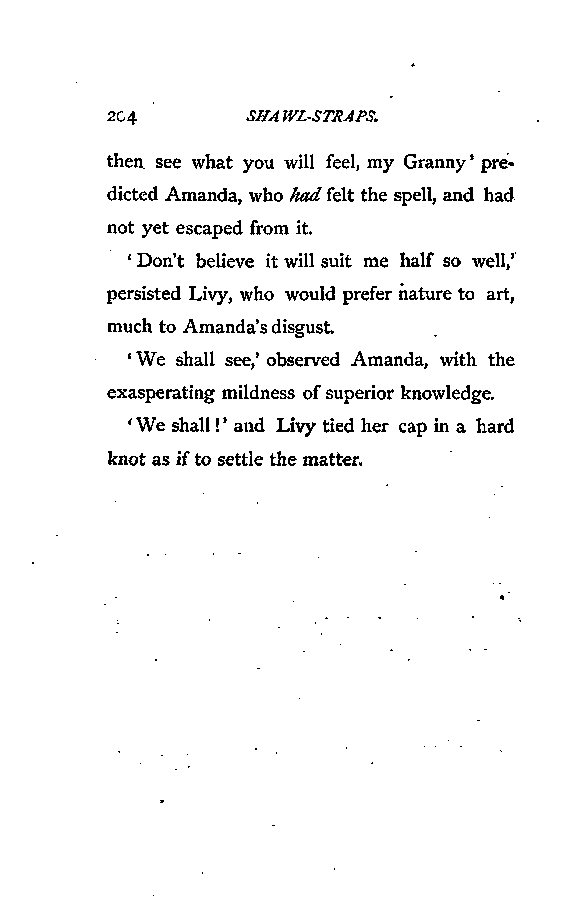 204 SHAWL-STRAPS.
then see what you will feel, my Granny' pre-
dicted Amanda, who had felt the spell, and had
not yet escaped from it.
'Don't believe it will suit me half so well,'
persisted Livy, who would prefer nature to art,
much to Amanda's disgust.
'We shall see,' observed Amanda, with the
exasperating mildness of superior knowledge.
'We shall!' and Livy tied her cap in a hard
knot as if to settle the matter.